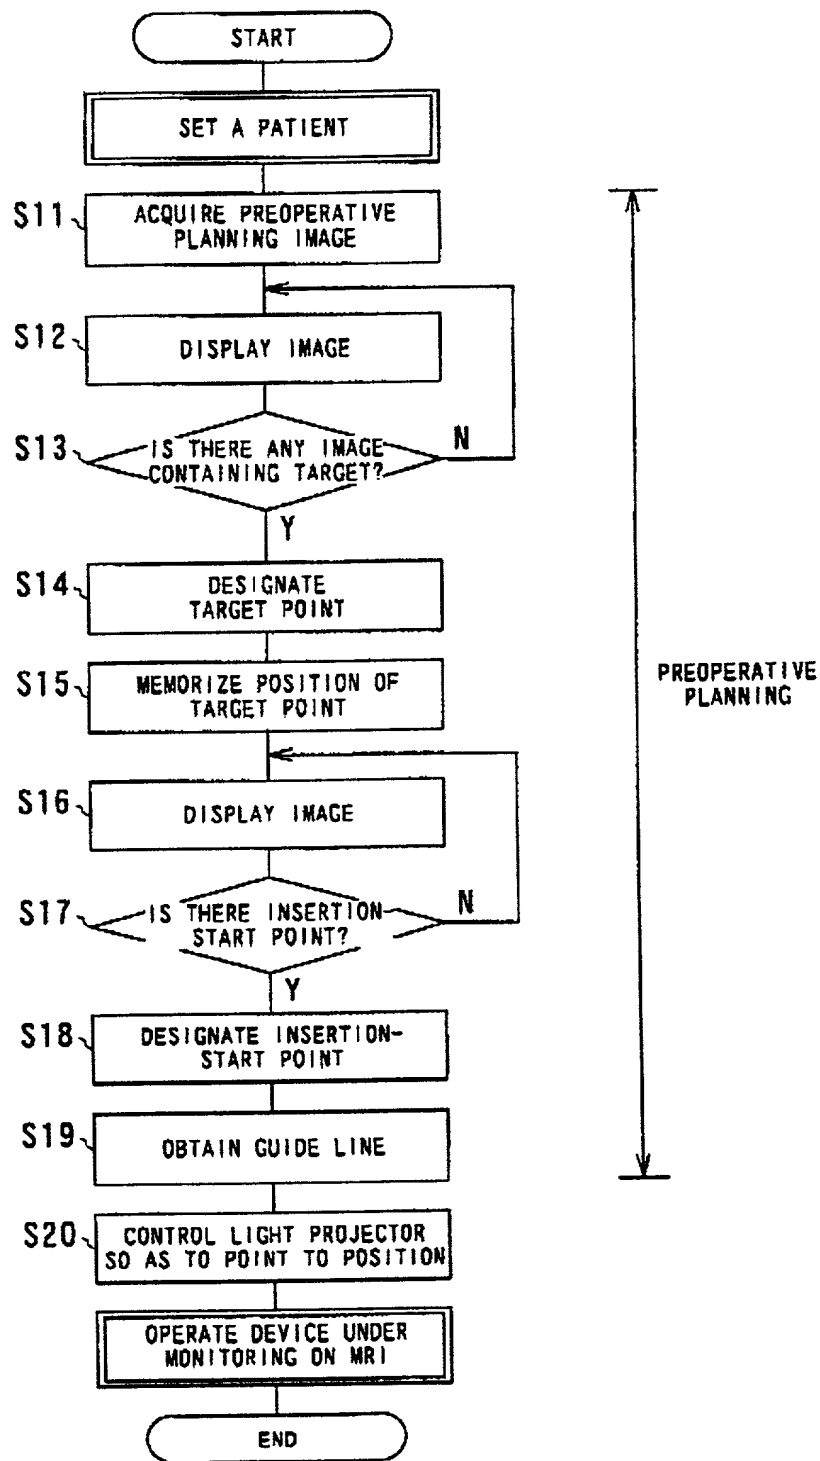 START
SET A PATIENT
S11
ACQUIRE PREOPERATIVE
PLANNING IMAGE
S12
DISPLAY IMAGE
S13
IS THERE ANY IMAGE
CONTAINING TARGET?
N
Y
S14
DESIGNATE
TARGET POINT
S15
MEMORIZE POSITION OF
TARGET POINT
PREOPERATIVE
PLANNING
S16
DISPLAY IMAGE
S17
IS THERE INSERTION
START POINT?
N
Y
S18
DESIGNATE INSERTION-
START POINT
S19
OBTAIN GUIDE LINE
S20
CONTROL LIGHT PROJECTOR
SO AS TO POINT TO POSITION
OPERATE DEVICE UNDER
MONITORING ON MRI
END